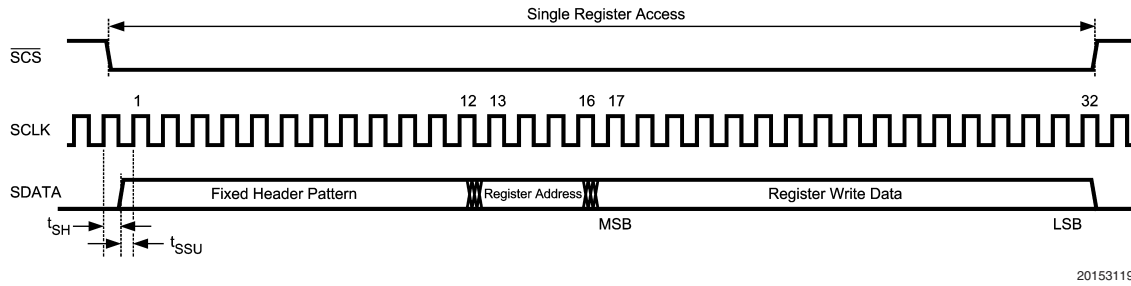 Single Register Access
SCS
1 12 13 16 17 32
SCLK
SDATA Fixed Header Pattern Register Address Register Write Data
tSH MSB LSB
tSSU
20153119